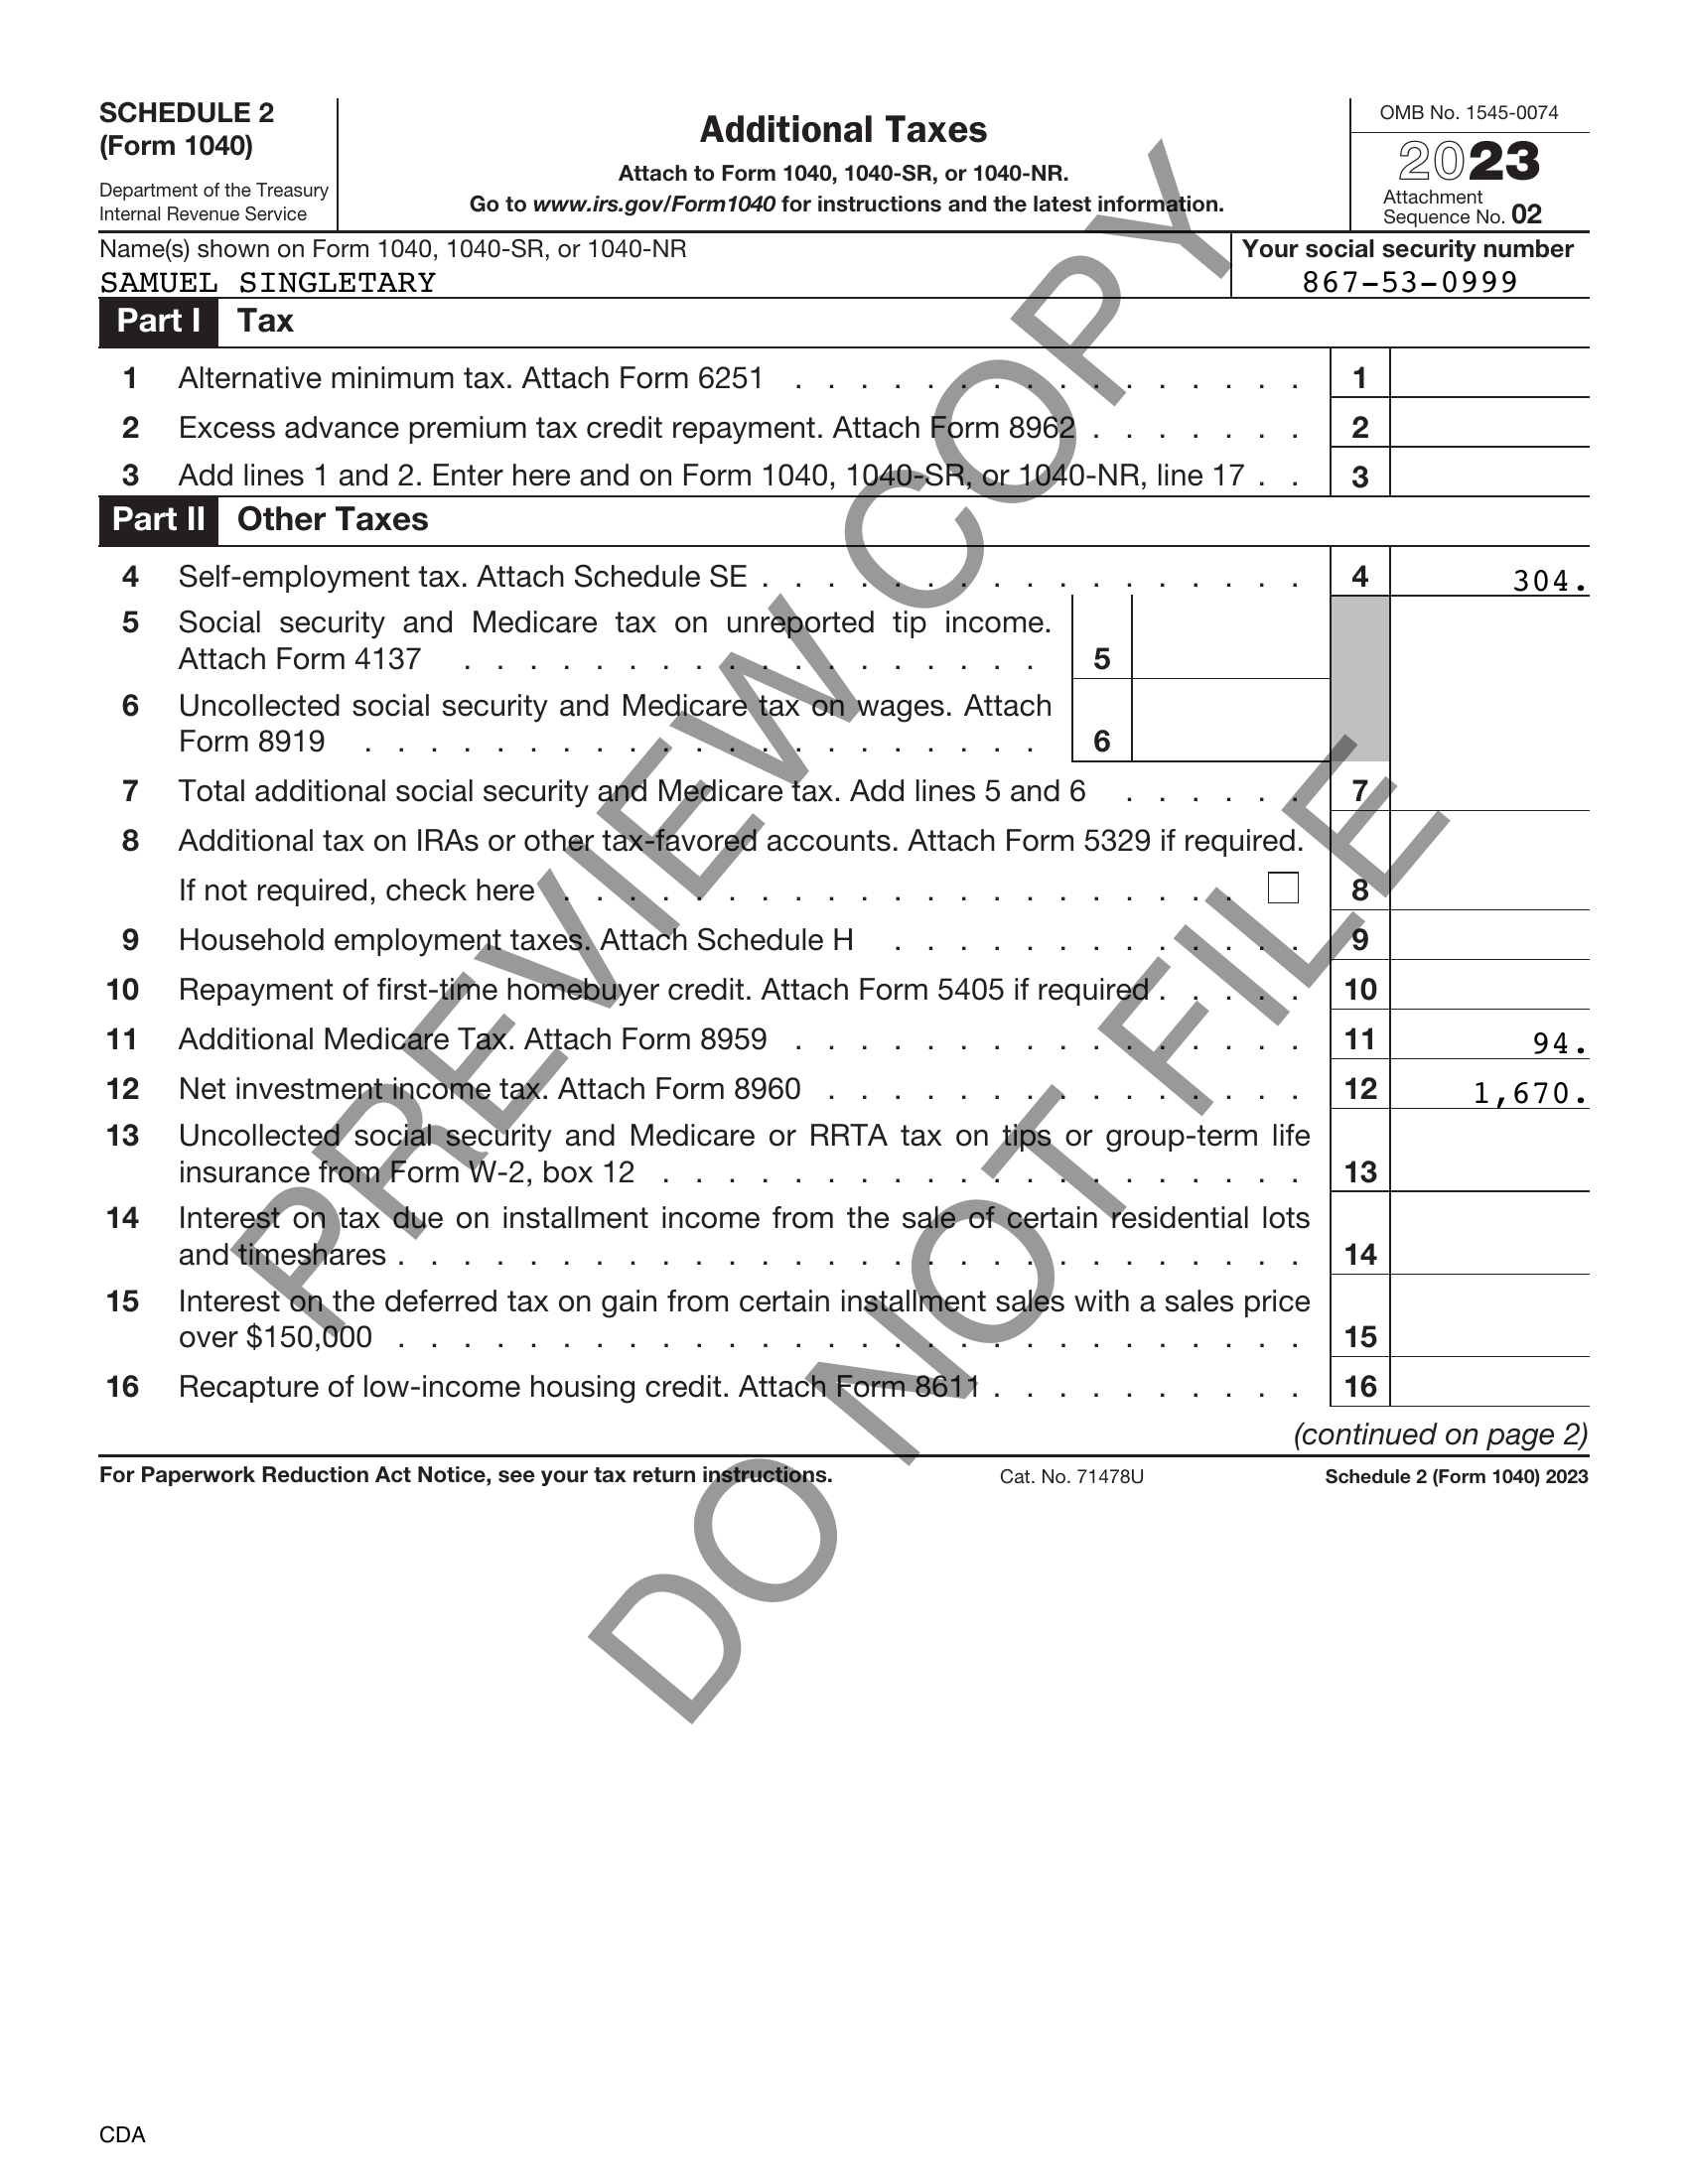 SCHEDULE 2
(Form 1040)
Department of the Treasury
Internal Revenue Service
Additional Taxes
Attach to Form 1040, 1040-SR, or 1040-NR.
Go to www.irs.gov/Form1040 for instructions and the latest information.
OMB No. 1545-0074
2023
Attachment
Sequence No. 02
Name(s) shown on Form 1040, 1040-SR, or 1040-NR
SAMUEL SINGLETARY
Your social security number
867-53-0999
Part I Tax
1 Alternative minimum tax. Attach Form 6251 . . . . . . . . . . . . . . . . 1
2 Excess advance premium tax credit repayment. Attach Form 8962 . . . . . . . 2
3 Add lines 1 and 2. Enter here and on Form 1040, 1040-SR, or 1040-NR, line 17 . . 3
Part II Other Taxes
4 Self-employment tax. Attach Schedule SE . . . . . . . . . . . . . . . . . 4 304.
5 Social security and Medicare tax on unreported tip income.
Attach Form 4137 . . . . . . . . . . . . . . . . . . 5
6 Uncollected social security and Medicare tax on wages. Attach
Form 8919 . . . . . . . . . . . . . . . . . . . . . 6
7 Total additional social security and Medicare tax. Add lines 5 and 6 . . . . . . 7
8 Additional tax on IRAs or other tax-favored accounts. Attach Form 5329 if required.
If not required, check here . . . . . . . . . . . . . . . . . . . . . 8
9 Household employment taxes. Attach Schedule H . . . . . . . . . . . . . 9
10 Repayment of first-time homebuyer credit. Attach Form 5405 if required . . . . . 10
11 Additional Medicare Tax. Attach Form 8959 . . . . . . . . . . . . . . . . 11 94.
12 Net investment income tax. Attach Form 8960 . . . . . . . . . . . . . . . 12 1,670.
13 Uncollected social security and Medicare or RRTA tax on tips or group-term life
insurance from Form W-2, box 12 . . . . . . . . . . . . . . . . . . . . 13
14 Interest on tax due on installment income from the sale of certain residential lots
and timeshares . . . . . . . . . . . . . . . . . . . . . . . . . . . . 14
15 Interest on the deferred tax on gain from certain installment sales with a sales price
over $150,000 . . . . . . . . . . . . . . . . . . . . . . . . . . . . 15
16 Recapture of low-income housing credit. Attach Form 8611 . . . . . . . . . . 16
(continued on page 2)
For Paperwork Reduction Act Notice, see your tax return instructions. Cat. No. 71478U Schedule 2 (Form 1040) 2023
PREVIEW COPY
DO NOT FILE
CDA